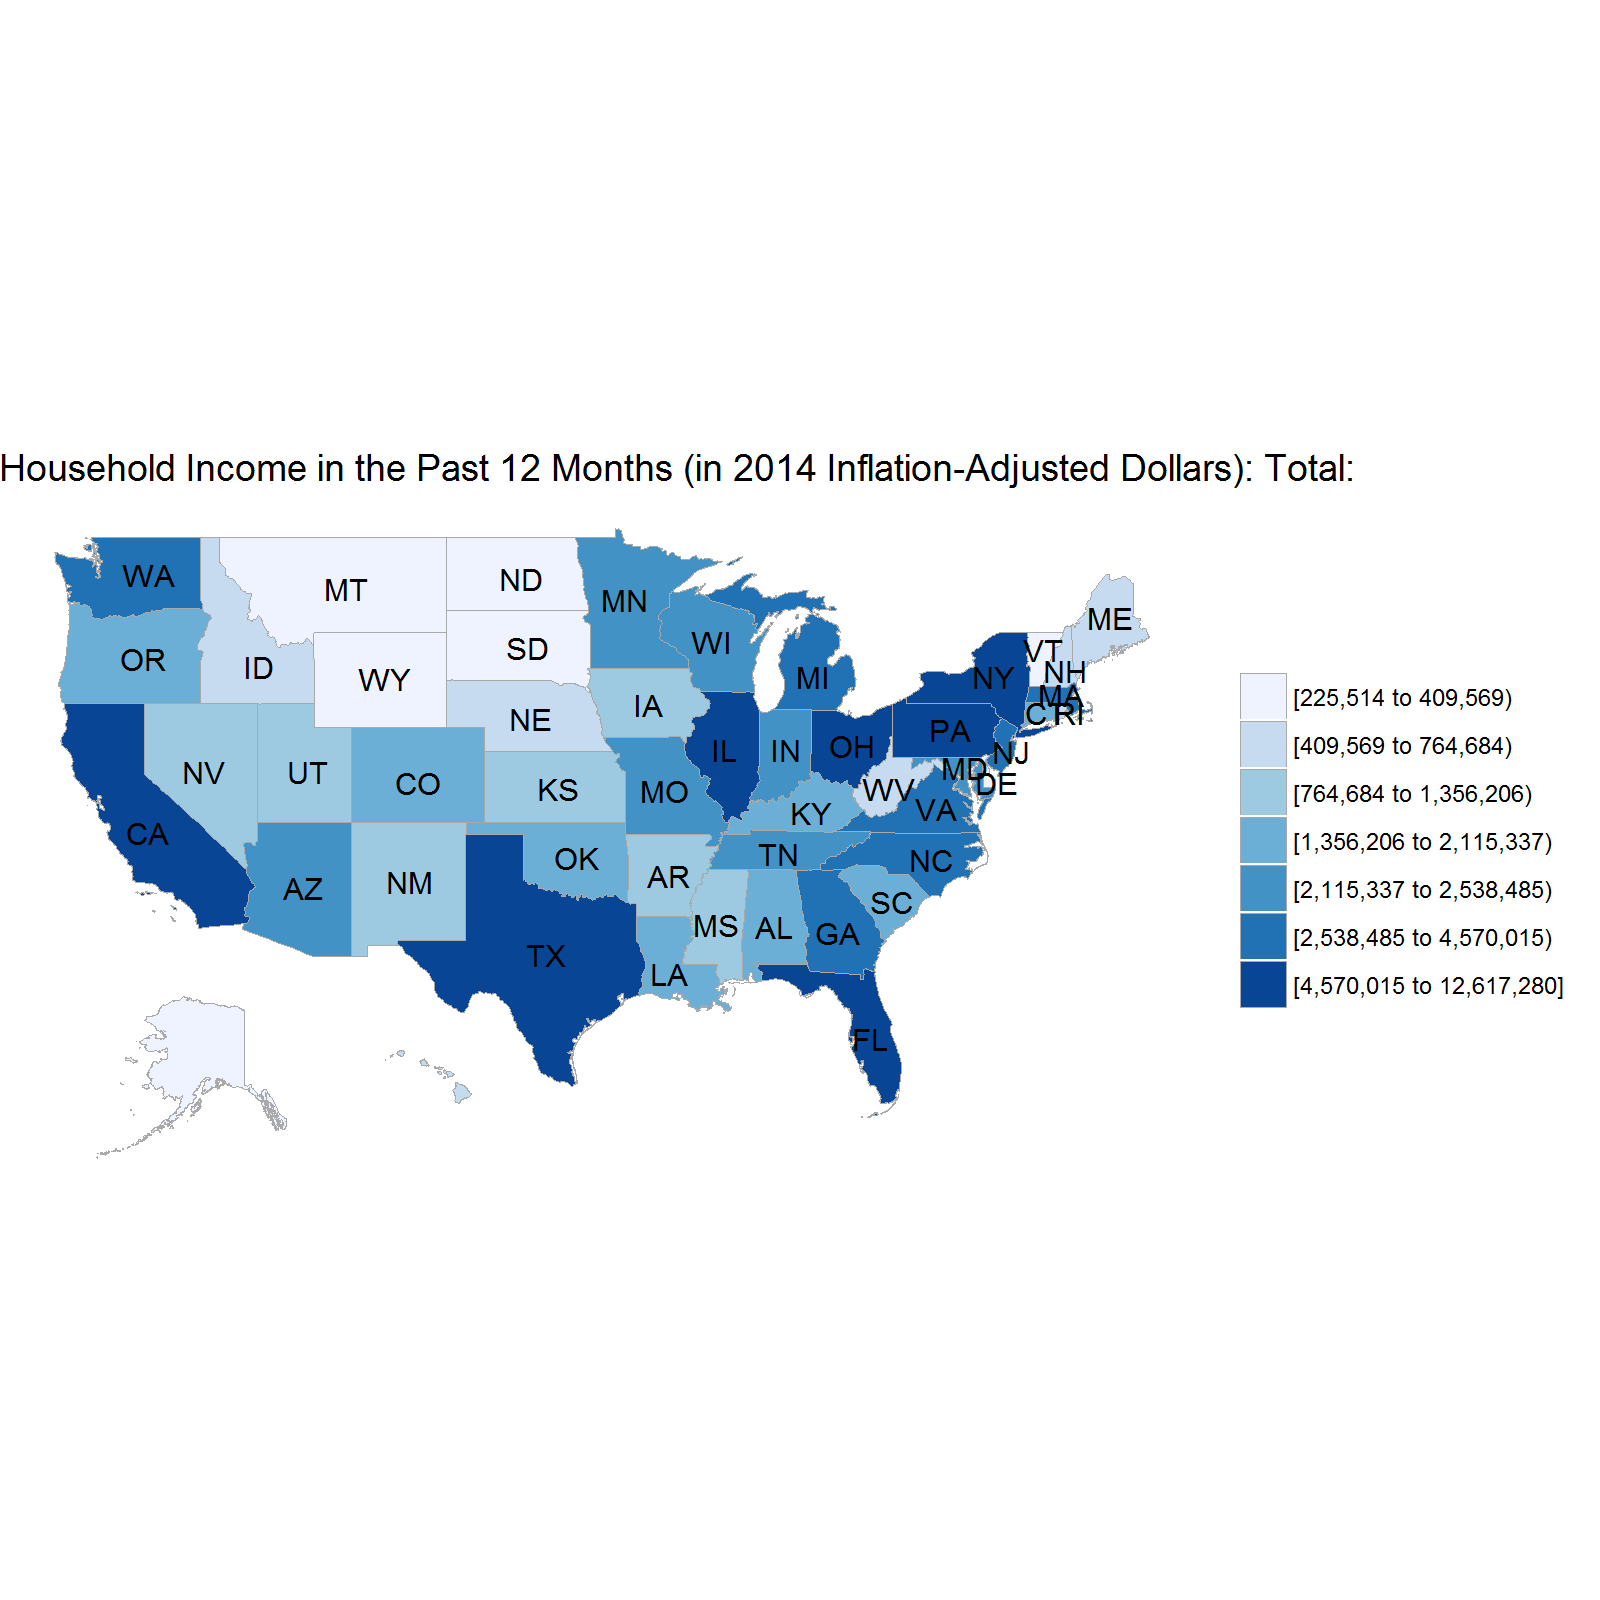 Household Income in the Past 12 Months (in 2014 Inflation-Adjusted Dollars): Total:
WA
MT
ND
MN
ME
OR
ID
SD
WI
VT
WY
MI
NY
NH
NE
IA
MA
CT
RI
NV
UT
CO
KS
MO
IL
IN
OH
PA
NJ
MD
DE
WV
VA
KY
CA
AZ
NM
OK
AR
TN
NC
SC
MS
AL
GA
TX
LA
FL
[225,514 to 409,569)
[409,569 to 764,684)
[764,684 to 1,356,206)
[1,356,206 to 2,115,337)
[2,115,337 to 2,538,485)
[2,538,485 to 4,570,015)
[4,570,015 to 12,617,280]